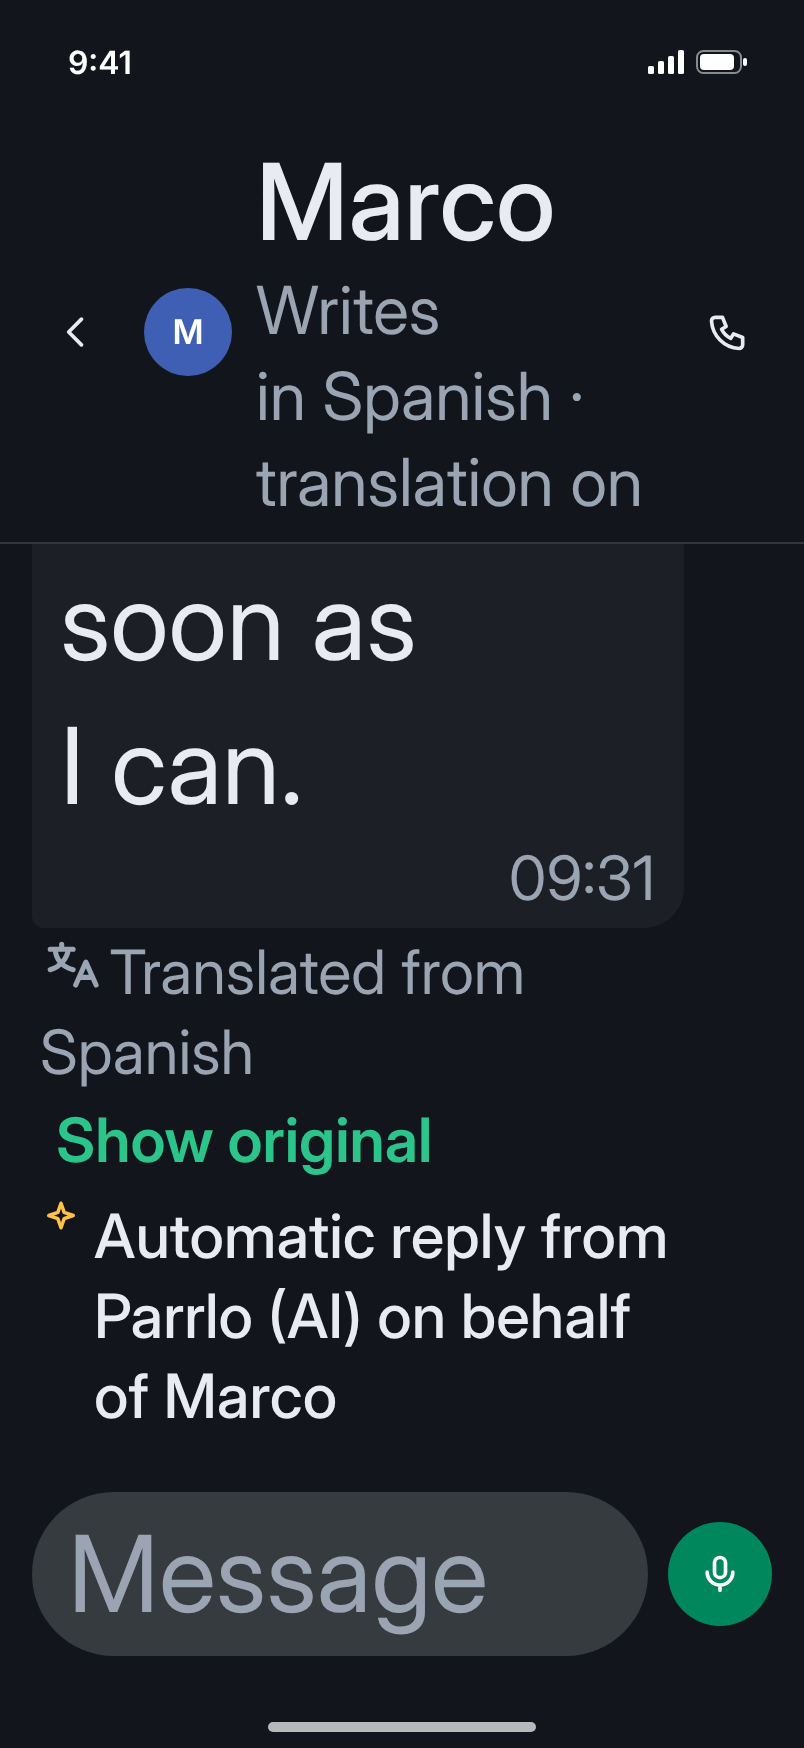 9:41
Marco
M
Writes
in Spanish ·
translation on
soon as
I can.
09:31
Translated from
Spanish
Show original
Automatic reply from
Parrlo (AI) on behalf
of Marco
Message